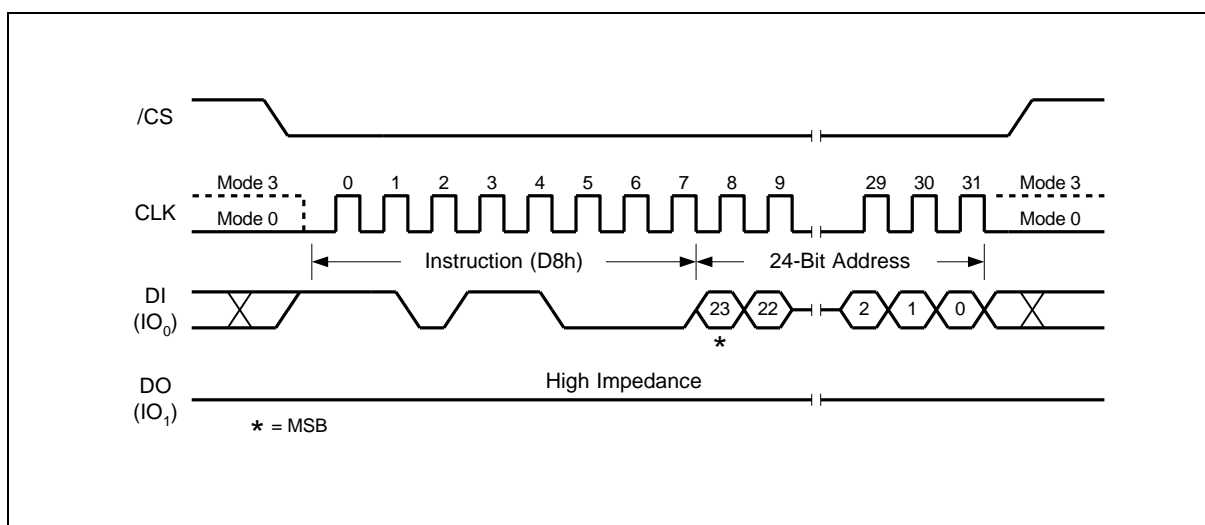 /CS
Mode 3
0 1 2 3 4 5 6 7 8 9 29 30 31
Mode 3
CLK
Mode 0
Mode 0
Instruction (D8h)
24-Bit Address
DI
(IO₀)
23 22 2 1 0
*
High Impedance
DO
(IO₁)
* = MSB